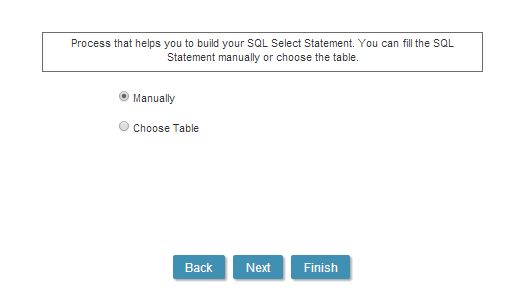 Process that helps you to build your SQL Select Statement. You can fill the SQL
Statement manually or choose the table.
Manually
Choose Table
Back Next Finish